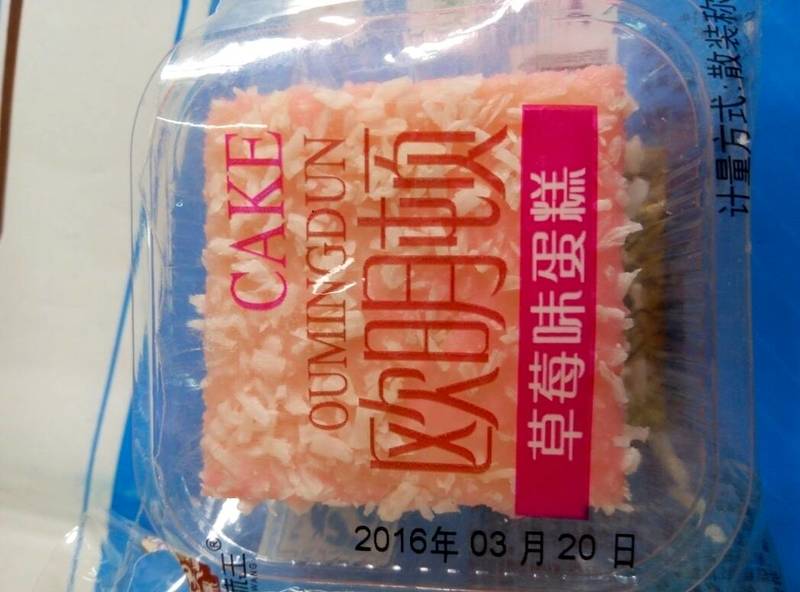 CAKE
OUMINGDUN
欧明顿
草莓味蛋糕
2016年 03 月 20 日
计量方式:散装称
®
WANG